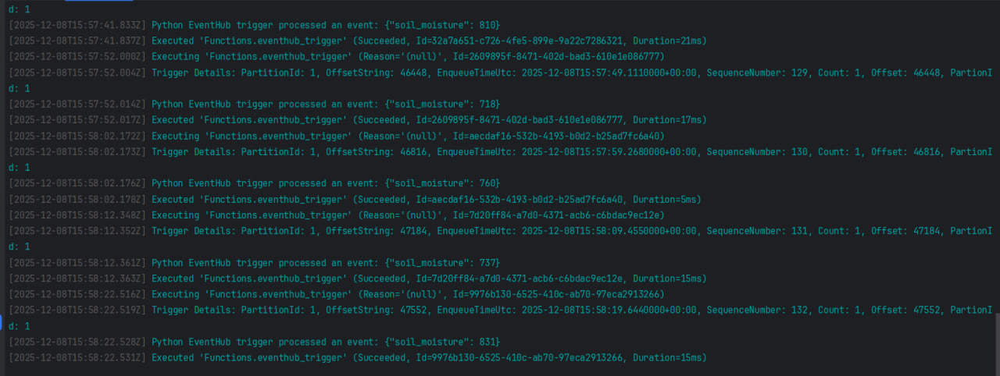 d: 1
[2025-12-08T15:57:41.833Z] Python EventHub trigger processed an event: {"soil_moisture": 810}
[2025-12-08T15:57:41.837Z] Executed 'Functions.eventhub_trigger' (Succeeded, Id=32a7a651-c726-4fe5-899e-9a22c7286321, Duration=21ms)
[2025-12-08T15:57:52.000Z] Executing 'Functions.eventhub_trigger' (Reason='(null)', Id=2609895f-8471-402d-bad3-610e1e086777)
[2025-12-08T15:57:52.004Z] Trigger Details: PartitionId: 1, OffsetString: 46448, EnqueueTimeUtc: 2025-12-08T15:57:49.1110000+00:00, SequenceNumber: 129, Count: 1, Offset: 46448, PartionI
d: 1
[2025-12-08T15:57:52.014Z] Python EventHub trigger processed an event: {"soil_moisture": 718}
[2025-12-08T15:57:52.017Z] Executed 'Functions.eventhub_trigger' (Succeeded, Id=2609895f-8471-402d-bad3-610e1e086777, Duration=17ms)
[2025-12-08T15:58:02.172Z] Executing 'Functions.eventhub_trigger' (Reason='(null)', Id=aecdaf16-532b-4193-b0d2-b25ad7fc6a40)
[2025-12-08T15:58:02.173Z] Trigger Details: PartitionId: 1, OffsetString: 46816, EnqueueTimeUtc: 2025-12-08T15:57:59.2680000+00:00, SequenceNumber: 130, Count: 1, Offset: 46816, PartionI
d: 1
[2025-12-08T15:58:02.176Z] Python EventHub trigger processed an event: {"soil_moisture": 760}
[2025-12-08T15:58:02.178Z] Executed 'Functions.eventhub_trigger' (Succeeded, Id=aecdaf16-532b-4193-b0d2-b25ad7fc6a40, Duration=5ms)
[2025-12-08T15:58:12.348Z] Executing 'Functions.eventhub_trigger' (Reason='(null)', Id=7d20ff84-a7d0-4371-acb6-c6bdac9ec12e)
[2025-12-08T15:58:12.352Z] Trigger Details: PartitionId: 1, OffsetString: 47184, EnqueueTimeUtc: 2025-12-08T15:58:09.4550000+00:00, SequenceNumber: 131, Count: 1, Offset: 47184, PartionI
d: 1
[2025-12-08T15:58:12.361Z] Python EventHub trigger processed an event: {"soil_moisture": 737}
[2025-12-08T15:58:12.363Z] Executed 'Functions.eventhub_trigger' (Succeeded, Id=7d20ff84-a7d0-4371-acb6-c6bdac9ec12e, Duration=15ms)
[2025-12-08T15:58:22.516Z] Executing 'Functions.eventhub_trigger' (Reason='(null)', Id=9976b130-6525-410c-ab70-97eca2913266)
[2025-12-08T15:58:22.519Z] Trigger Details: PartitionId: 1, OffsetString: 47552, EnqueueTimeUtc: 2025-12-08T15:58:19.6440000+00:00, SequenceNumber: 132, Count: 1, Offset: 47552, PartionI
d: 1
[2025-12-08T15:58:22.528Z] Python EventHub trigger processed an event: {"soil_moisture": 831}
[2025-12-08T15:58:22.531Z] Executed 'Functions.eventhub_trigger' (Succeeded, Id=9976b130-6525-410c-ab70-97eca2913266, Duration=15ms)